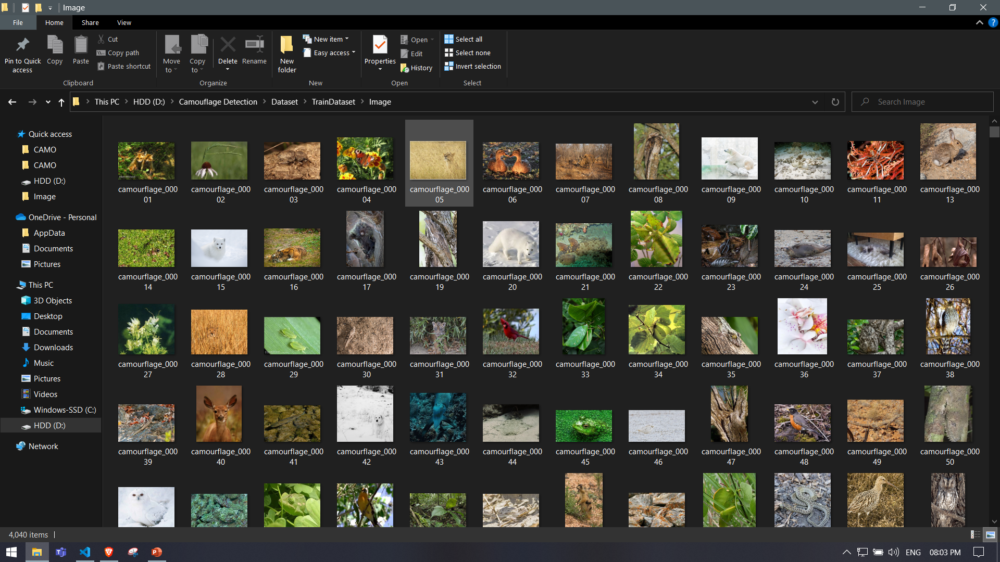 Image
File Home Share View
Pin to Quick access
Copy
Paste
Cut
Copy path
Paste shortcut
Clipboard
Move to
Copy to
Delete
Rename
Organize
New folder
New item
Easy access
New
Properties
Open
Edit
History
Open
Select all
Select none
Invert selection
Select
This PC HDD (D:) Camouflage Detection Dataset TrainDataset Image
Search Image
Quick access
CAMO
CAMO
HDD (D:)
Image
OneDrive - Personal
AppData
Documents
Pictures
This PC
3D Objects
Desktop
Documents
Downloads
Music
Pictures
Videos
Windows-SSD (C:)
HDD (D:)
Network
camourflage_00001
camourflage_00002
camourflage_00003
camourflage_00004
camourflage_00005
camourflage_00006
camourflage_00007
camourflage_00008
camourflage_00009
camourflage_00010
camourflage_00011
camourflage_00013
camourflage_00014
camourflage_00015
camourflage_00016
camourflage_00017
camourflage_00019
camourflage_00020
camourflage_00021
camourflage_00022
camourflage_00023
camourflage_00024
camourflage_00025
camourflage_00026
camourflage_00027
camourflage_00028
camourflage_00029
camourflage_00030
camourflage_00031
camourflage_00032
camourflage_00033
camourflage_00034
camourflage_00035
camourflage_00036
camourflage_00037
camourflage_00038
camourflage_00039
camourflage_00040
camourflage_00041
camourflage_00042
camourflage_00043
camourflage_00044
camourflage_00045
camourflage_00046
camourflage_00047
camourflage_00048
camourflage_00049
camourflage_00050
4,040 items
ENG 08:03 PM